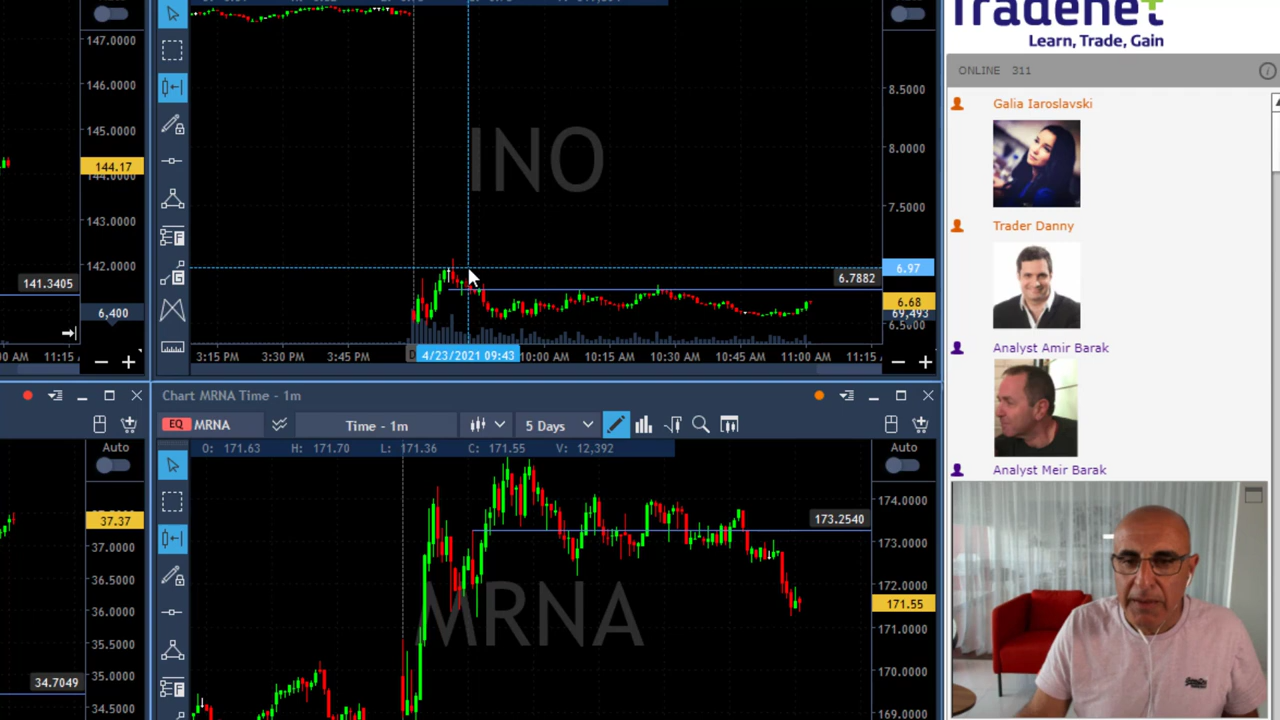 Tradenet
Learn, Trade, Gain
ONLINE 311
Galia Iaroslavski
Trader Danny
Analyst Amir Barak
Analyst Meir Barak
147.0000
146.0000
145.0000
144.17
144.0000
143.0000
142.0000
141.3405
6,400
11:15
INO
8.5000
8.0000
7.5000
6.97
6.7882
6.68
69,493
6.5000
3:15 PM
3:30 PM
3:45 PM
D
4/23/2021 09:43
10:00 AM
10:15 AM
10:30 AM
10:45 AM
11:00 AM
11:15
Auto
37.37
37.0000
36.5000
36.0000
35.5000
35.0000
34.7049
34.5000
Chart MRNA Time - 1m
EQ MRNA
Time - 1m
5 Days
O: 171.63 H: 171.70 L: 171.36 C: 171.55 V: 12,392
Auto
MRNA
174.0000
173.2540
173.0000
172.0000
171.55
171.0000
170.0000
169.0000